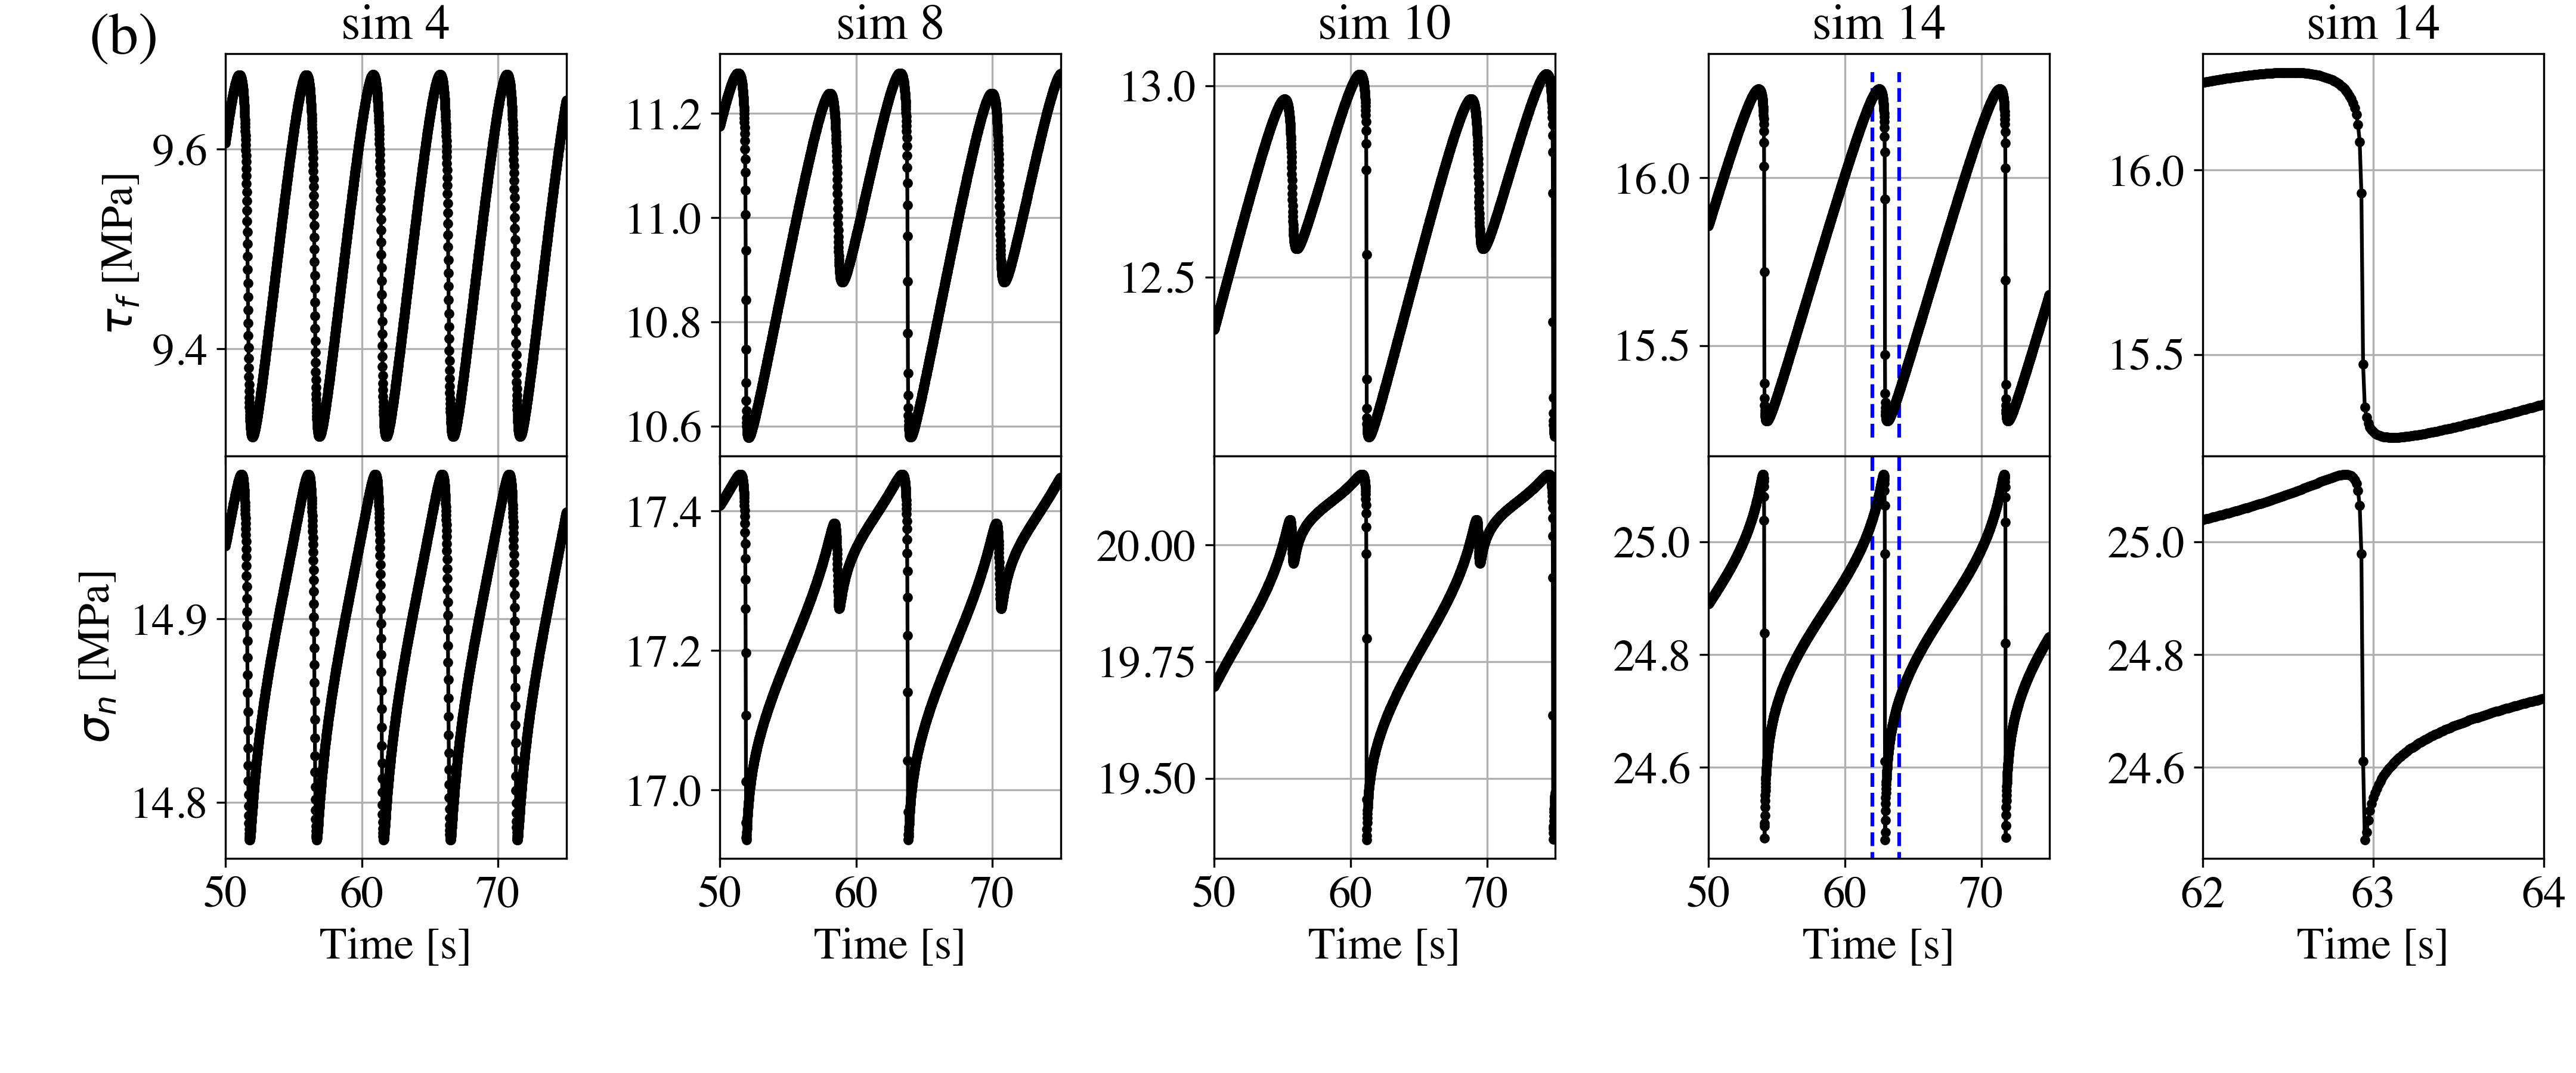 (b)
sim 4
sim 8
sim 10
sim 14
sim 14
τf [MPa]
9.6
9.4
11.2
11.0
10.8
10.6
13.0
12.5
16.0
15.5
16.0
15.5
σn [MPa]
14.9
14.8
17.4
17.2
17.0
20.00
19.75
19.50
25.0
24.8
24.6
25.0
24.8
24.6
50 60 70
50 60 70
50 60 70
50 60 70
62 63 64
Time [s]
Time [s]
Time [s]
Time [s]
Time [s]